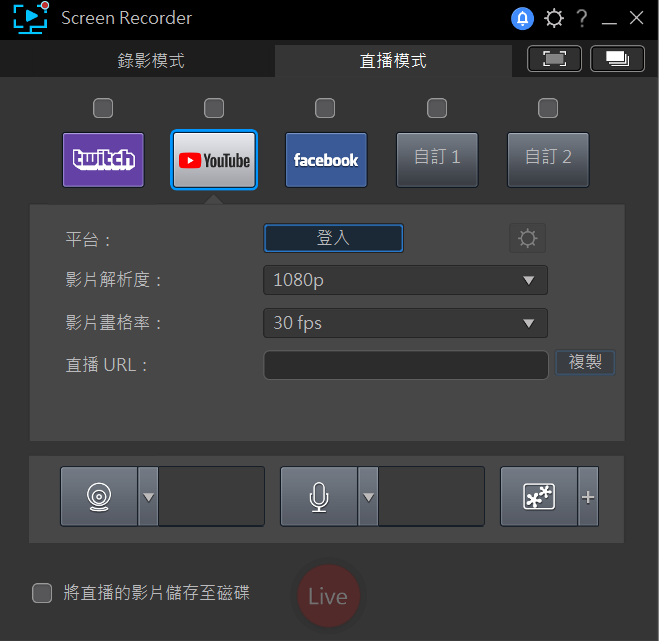 Screen Recorder
?
錄影模式
直播模式
twitch
YouTube
facebook
自訂 1
自訂 2
平台：
登入
影片解析度：
1080p
影片畫格率：
30 fps
直播 URL：
複製
將直播的影片儲存至磁碟
Live